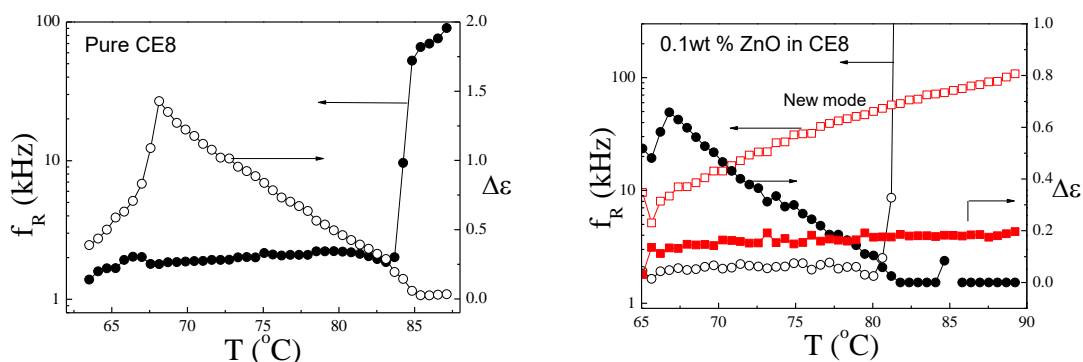 Pure CE8
f_R (kHz)
100
10
1
2.0
1.5
1.0
0.5
0.0
Δε
65 70 75 80 85
T (°C)
0.1wt % ZnO in CE8
New mode
f_R (kHz)
100
10
1
1.0
0.8
0.6
0.4
0.2
0.0
Δε
65 70 75 80 85 90
T (°C)